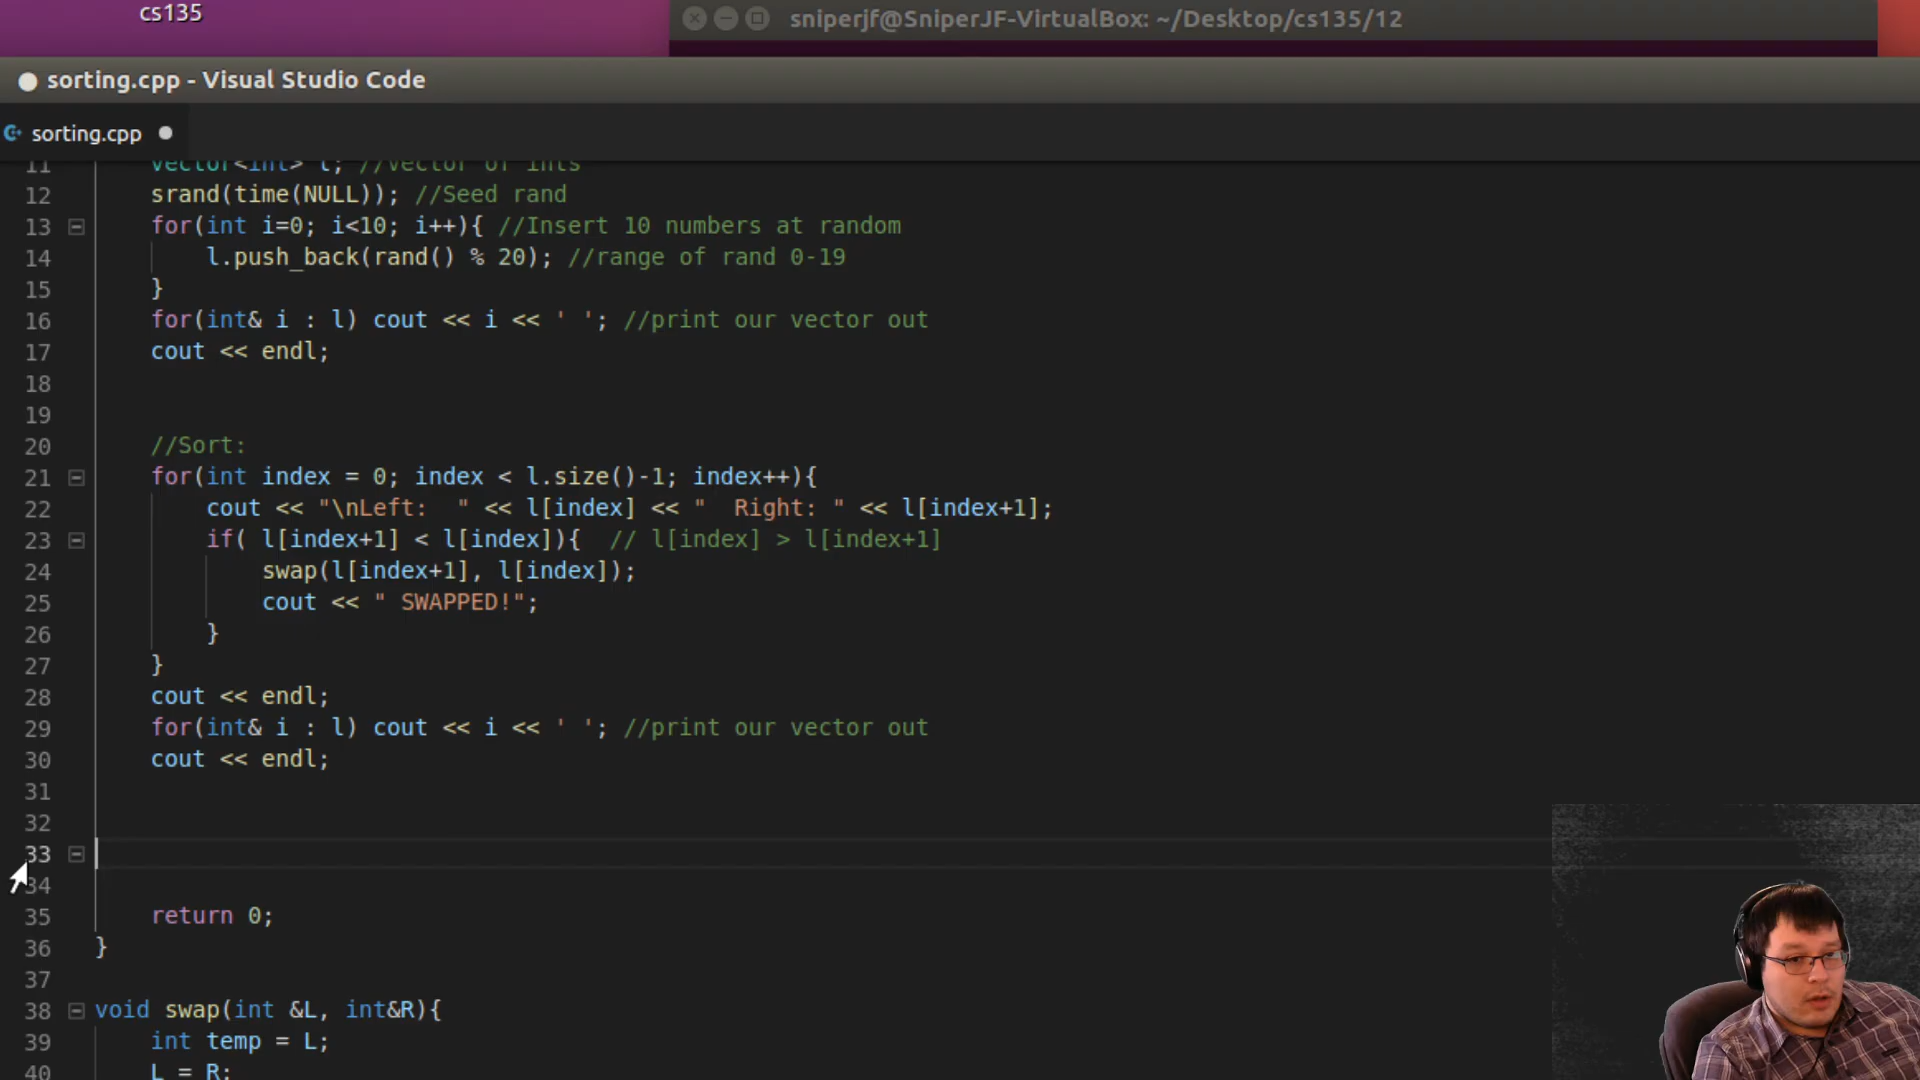 cs135
sniperjf@SniperJF-VirtualBox: ~/Desktop/cs135/12
sorting.cpp - Visual Studio Code
sorting.cpp
11 vector<int> l; //vector of ints
12 srand(time(NULL)); //Seed rand
13 for(int i=0; i<10; i++){ //Insert 10 numbers at random
14 l.push_back(rand() % 20); //range of rand 0-19
15 }
16 for(int& i : l) cout << i << ' '; //print our vector out
17 cout << endl;
18
19
20 //Sort:
21 for(int index = 0; index < l.size()-1; index++){
22 cout << "\nLeft:  " << l[index] << "  Right: " << l[index+1];
23 if( l[index+1] < l[index]){  // l[index] > l[index+1]
24 swap(l[index+1], l[index]);
25 cout << " SWAPPED!";
26 }
27 }
28 cout << endl;
29 for(int& i : l) cout << i << ' '; //print our vector out
30 cout << endl;
31
32
33
34
35 return 0;
36 }
37
38 void swap(int &L, int&R){
39 int temp = L;
40 L = R;